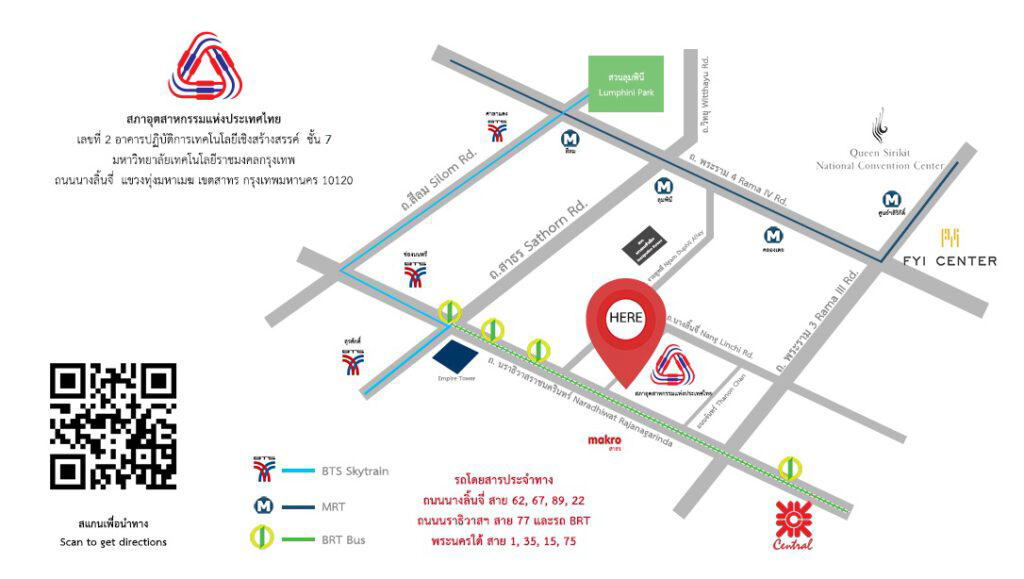 สภาอุตสาหกรรมแห่งประเทศไทย
เลขที่ 2 อาคารปฏิบัติการเทคโนโลยีเชิงสร้างสรรค์ ชั้น 7
มหาวิทยาลัยเทคโนโลยีราชมงคลกรุงเทพ
ถนนนางลิ้นจี่ แขวงทุ่งมหาเมฆ เขตสาทร กรุงเทพมหานคร 10120
สวนลุมพินี
Lumphini Park
ถ.วิทยุ Witthayu Rd.
ศาลาแดง
BTS
สีลม
ถ.สีลม Silom Rd.
ถ. พระราม 4 Rama IV Rd.
Queen Sirikit
National Convention Center
ลุมพินี
ศูนย์ฯสิริกิติ์
คลองเตย
FYI CENTER
ถ.สาธร Sathorn Rd.
Ngam Duphli Alley
ช่องนนทรี
BTS
HERE
ถ.นางลิ้นจี่ Nang Linchi Rd.
ถ. พระราม 3 Rama III Rd.
สุรศักดิ์
BTS
Empire Tower
ถ. นราธิวาสราชนครินทร์ Naradhiwat Rajanagarinda
สภาอุตสาหกรรมแห่งประเทศไทย
Thanon Chan
makro
สาทร
Central
BTS
BTS Skytrain
MRT
BRT Bus
รถโดยสารประจำทาง
ถนนนางลิ้นจี่ สาย 62, 67, 89, 22
ถนนนราธิวาสฯ สาย 77 และรถ BRT
พระนครใต้ สาย 1, 35, 15, 75
สแกนเพื่อนำทาง
Scan to get directions